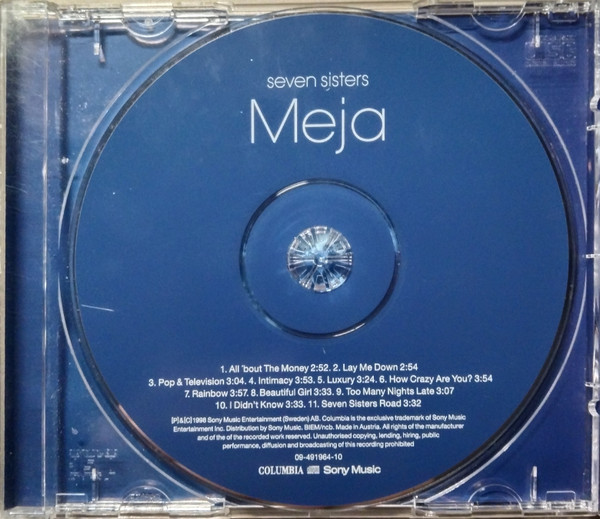 seven sisters
Meja
1. All 'bout The Money 2:52. 2. Lay Me Down 2:54
3. Pop & Television 3:04. 4. Intimacy 3:53. 5. Luxury 3:24. 6. How Crazy Are You? 3:54
7. Rainbow 3:57. 8. Beautiful Girl 3:33. 9. Too Many Nights Late 3:07
10. I Didn't Know 3:33. 11. Seven Sisters Road 3:32
[P]&[C]1998 Sony Music Entertainment (Sweden) AB. Columbia is the exclusive trademark of Sony Music
Entertainment Inc. Distribution by Sony Music. BIEM/ncb. Made in Austria. All rights of the manufacturer
and of the of the recorded work reserved. Unauthorised copying, lending, hiring, public
performance, diffusion and broadcasting of this recording prohibited
09-491964-10
COLUMBIA Sony Music